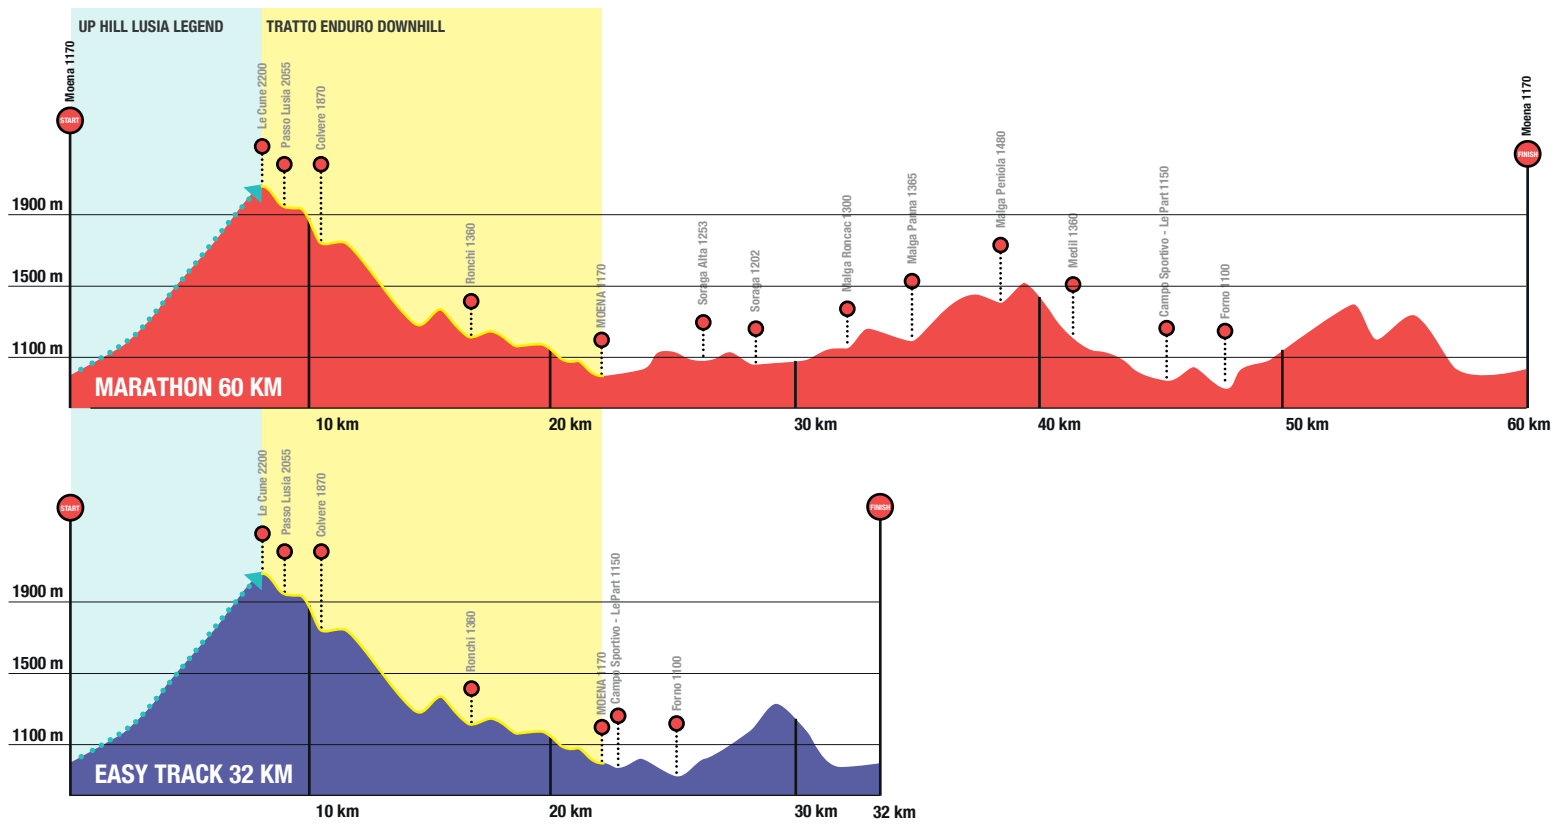 UP HILL LUSIA LEGEND
TRATTO ENDURO DOWNHILL
Moena 1170
START
Le Cune 2200
Passo Lusia 2055
Colvere 1870
Ronchi 1360
MOENA 1170
Soraga Alta 1253
Soraga 1202
Malga Roncac 1300
Malga Panna 1365
Malga Peniola 1480
Medil 1360
Campo Sportivo - Le Part 1150
Forno 1100
Moena 1170
FINISH
1900 m
1500 m
1100 m
MARATHON 60 KM
10 km
20 km
30 km
40 km
50 km
60 km
START
Le Cune 2200
Passo Lusia 2055
Colvere 1870
Ronchi 1360
MOENA 1170
Campo Sportivo - Le Part 1150
Forno 1100
FINISH
1900 m
1500 m
1100 m
EASY TRACK 32 KM
10 km
20 km
30 km
32 km